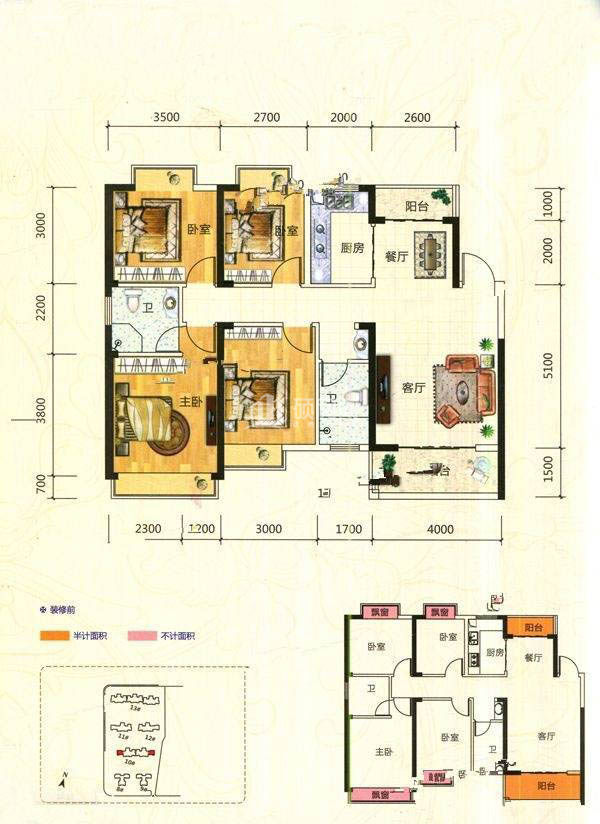 3500 2700 2000 2600
3000
2200
3800
700
1000
2000
5100
1500
卧室
卧室
厨房
阳台
餐厅
卫
主卧
卫
客厅
台
2300 1200 3000 1700 4000
装修前
半计面积 不计面积
飘窗
飘窗
阳台
卧室
卧室
厨房
餐厅
卫
主卧
卧室
卫
客厅
飘窗
阳台
13#
11#
12#
10#
8#
9#
N